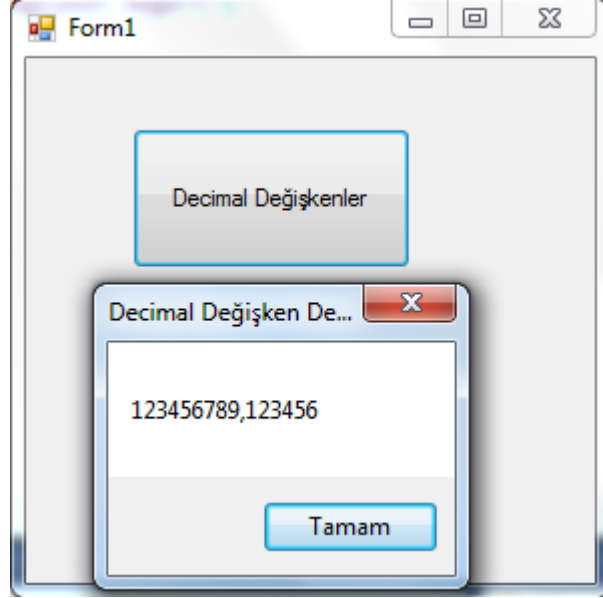 Form1
Decimal Değişkenler
Decimal Değişken De...
123456789,123456
Tamam